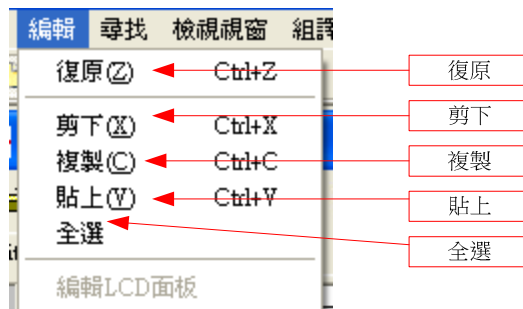 編輯 尋找 檢視視窗 組譯
復原(Z) Ctrl+Z 復原
剪下(X) Ctrl+X 剪下
複製(C) Ctrl+C 複製
貼上(V) Ctrl+V 貼上
全選 全選
編輯LCD面板